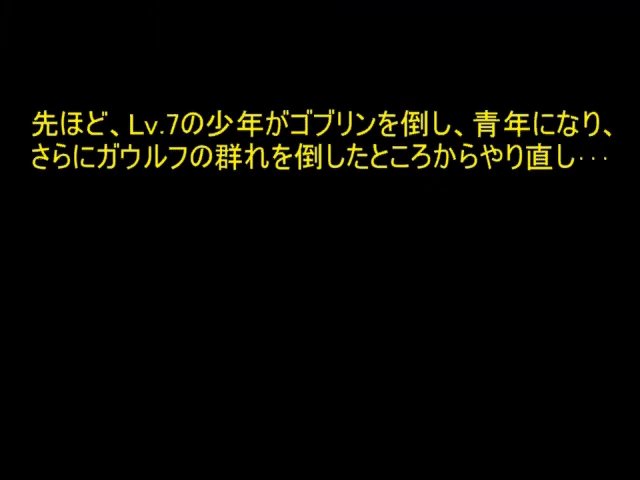 先ほど、Lv.7の少年がゴブリンを倒し、青年になり、
さらにガウルフの群れを倒したところからやり直し･･･